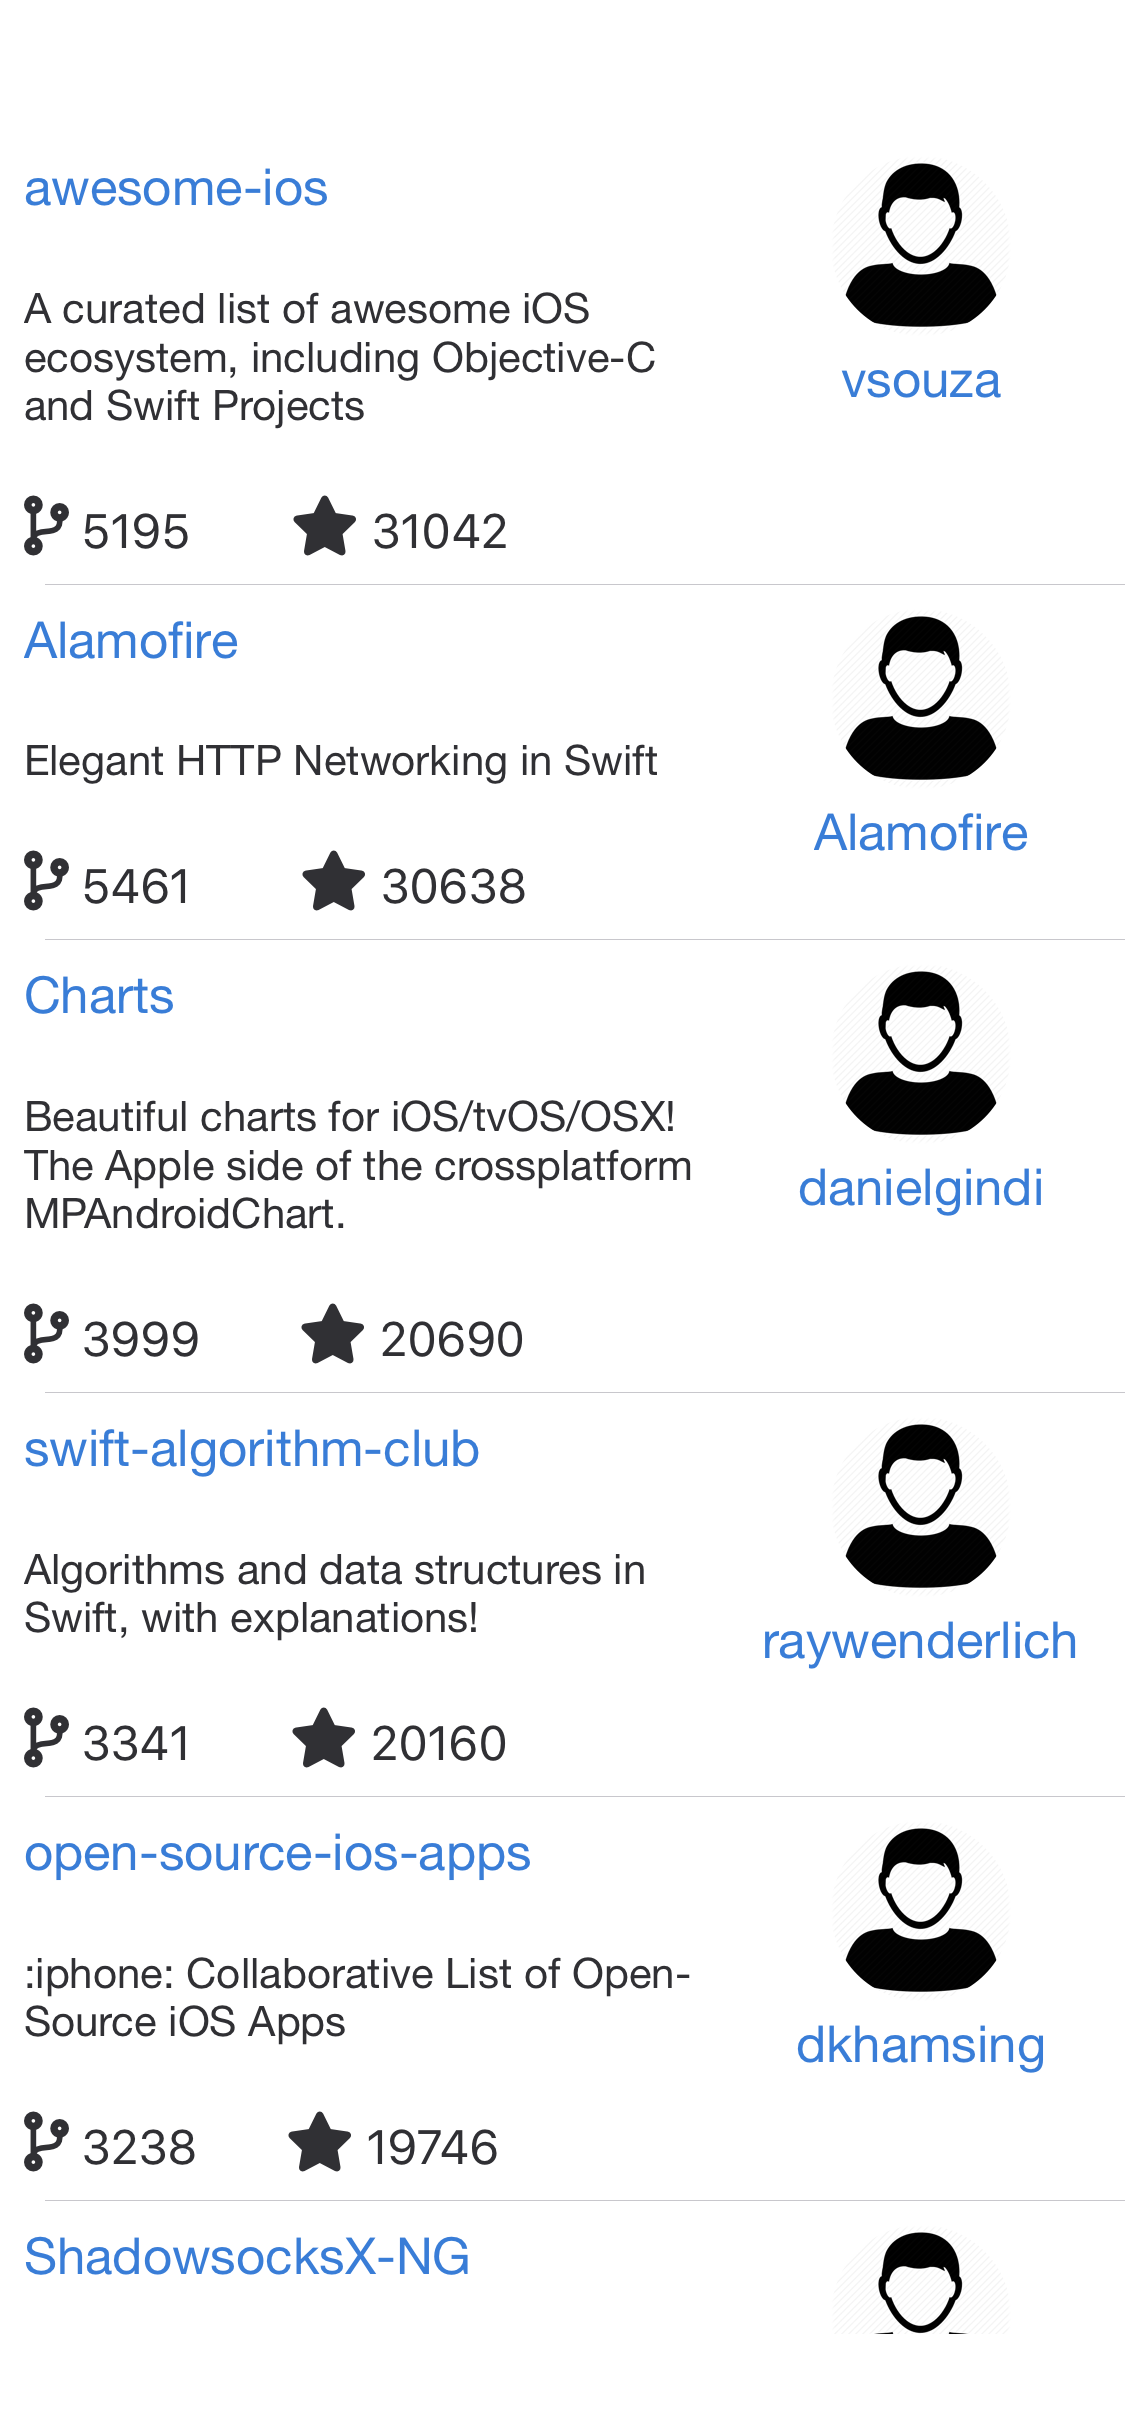 awesome-ios
A curated list of awesome iOS
ecosystem, including Objective-C
and Swift Projects
vsouza
5195 31042
Alamofire
Elegant HTTP Networking in Swift
Alamofire
5461 30638
Charts
Beautiful charts for iOS/tvOS/OSX!
The Apple side of the crossplatform
MPAndroidChart.
danielgindi
3999 20690
swift-algorithm-club
Algorithms and data structures in
Swift, with explanations!
raywenderlich
3341 20160
open-source-ios-apps
:iphone: Collaborative List of Open-
Source iOS Apps
dkhamsing
3238 19746
ShadowsocksX-NG